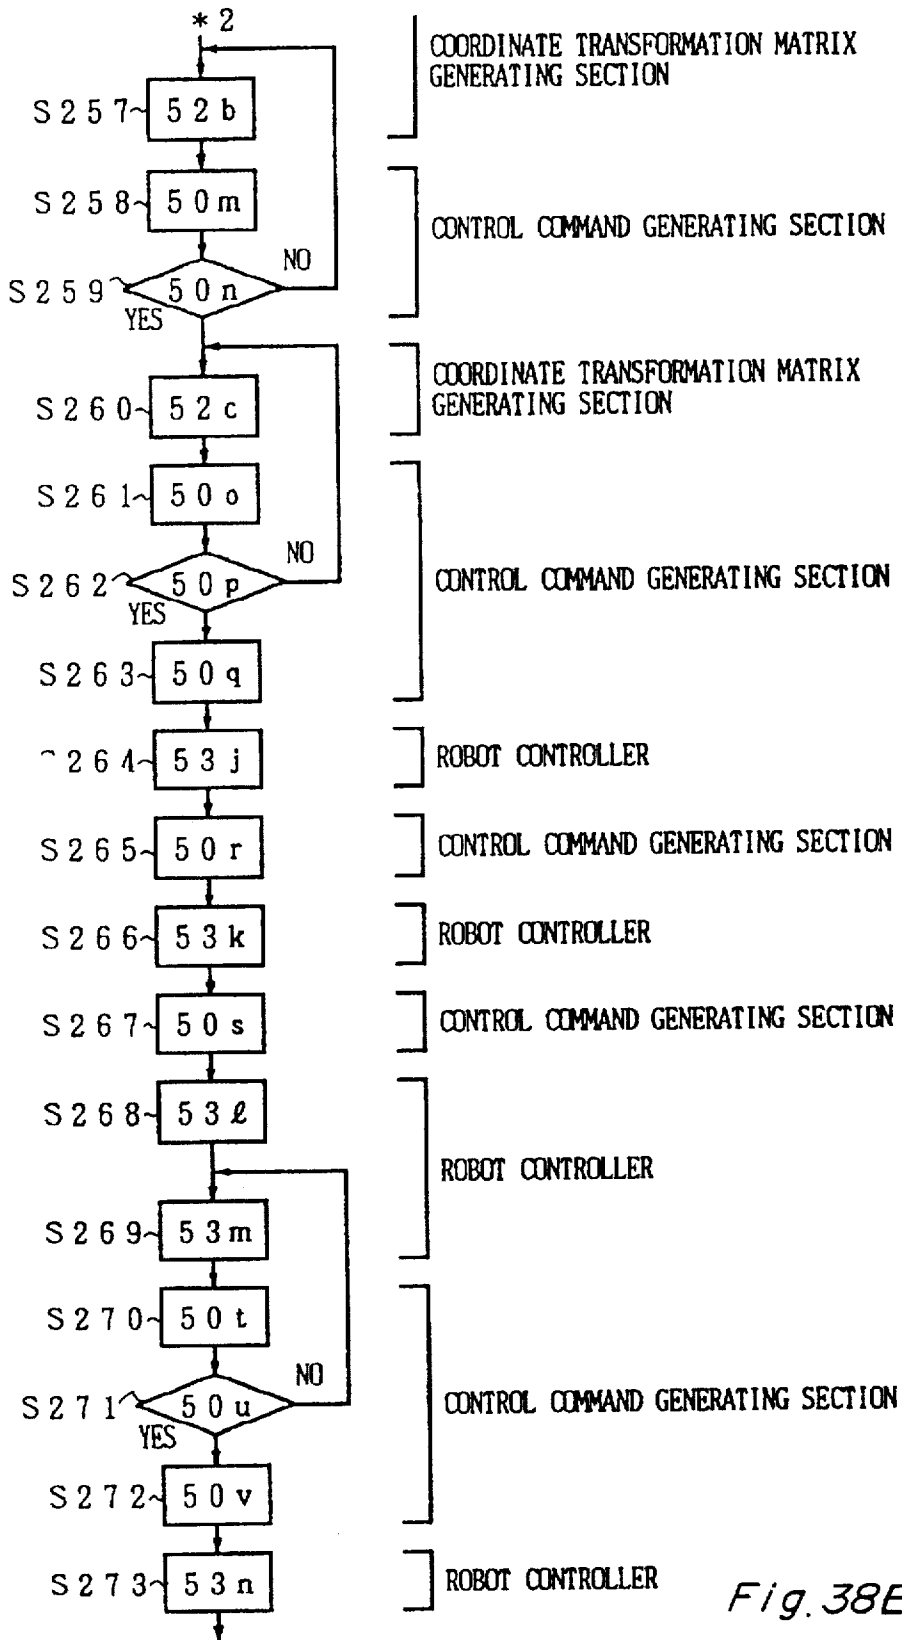 *2
COORDINATE TRANSFORMATION MATRIX
GENERATING SECTION
S257 52b
S258 50m
CONTROL COMMAND GENERATING SECTION
NO
S259 50n
YES
COORDINATE TRANSFORMATION MATRIX
GENERATING SECTION
S260 52c
S261 50o
NO
S262 50p CONTROL COMMAND GENERATING SECTION
YES
S263 50q
264 53j ROBOT CONTROLLER
S265 50r CONTROL COMMAND GENERATING SECTION
S266 53k ROBOT CONTROLLER
S267 50s CONTROL COMMAND GENERATING SECTION
S268 53ℓ
ROBOT CONTROLLER
S269 53m
S270 50t
NO
S271 50u CONTROL COMMAND GENERATING SECTION
YES
S272 50v
S273 53n ROBOT CONTROLLER
Fig. 38E